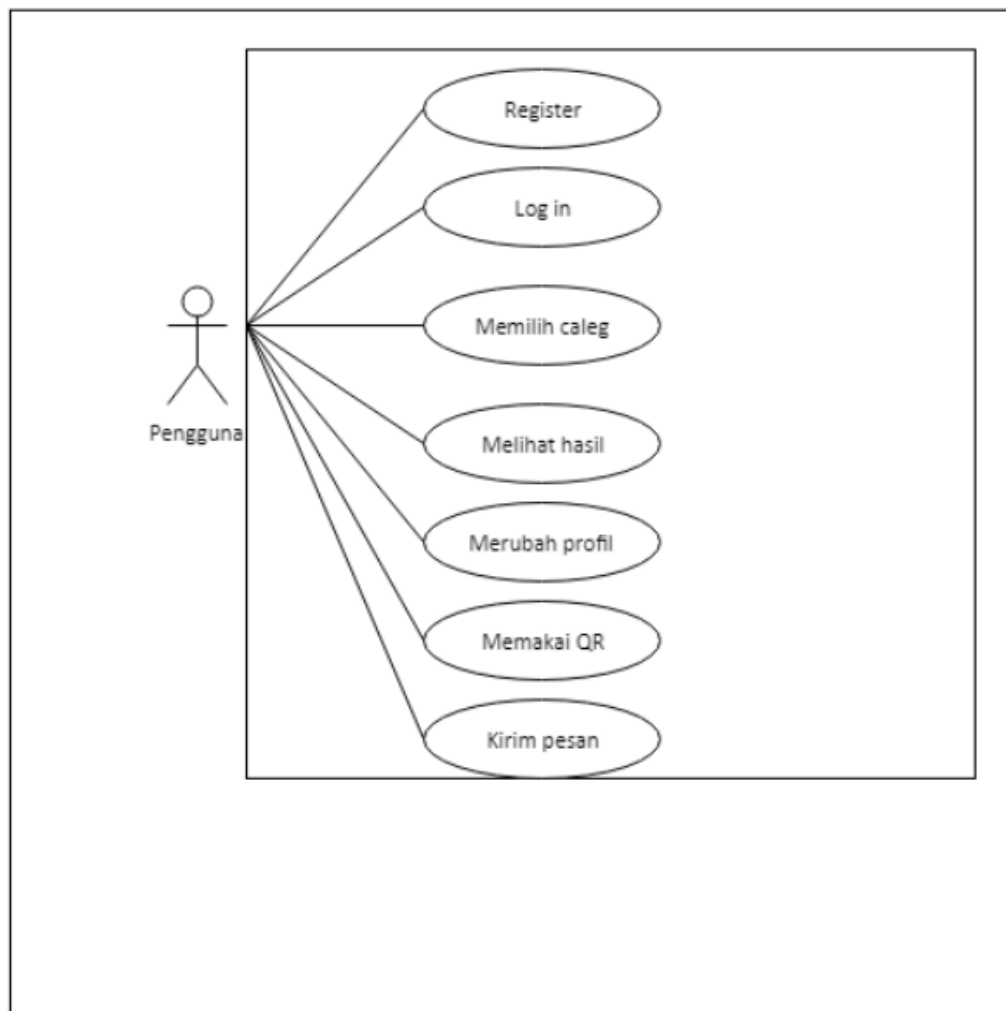 Register
Log in
Memilih caleg
Pengguna
Melihat hasil
Merubah profil
Memakai QR
Kirim pesan